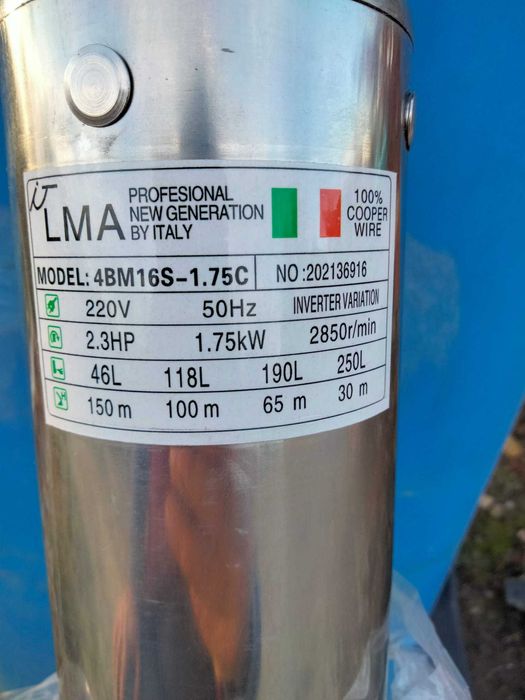 it LMA
PROFESIONAL
NEW GENERATION
BY ITALY
100%
COOPER
WIRE
MODEL: 4BM16S-1.75C
NO:202136916
220V 50Hz INVERTER VARIATION
2.3HP 1.75kW 2850r/min
46L 118L 190L 250L
150 m 100 m 65 m 30 m